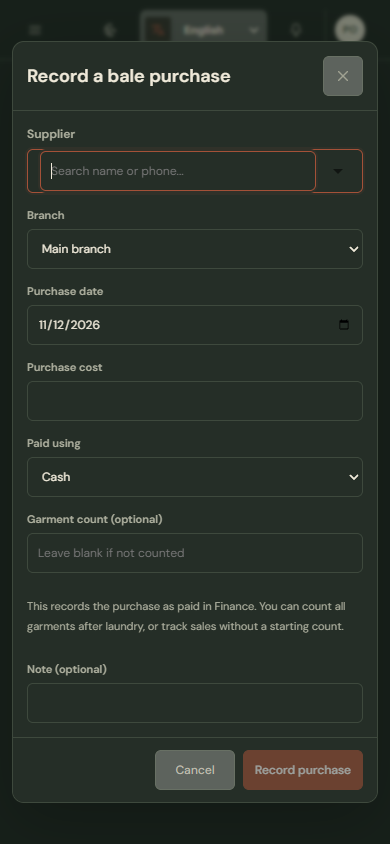 English
Record a bale purchase
Supplier
Search name or phone...
Branch
Main branch
Purchase date
11/12/2026
Purchase cost
Paid using
Cash
Garment count (optional)
Leave blank if not counted
This records the purchase as paid in Finance. You can count all
garments after laundry, or track sales without a starting count.
Note (optional)
Cancel
Record purchase